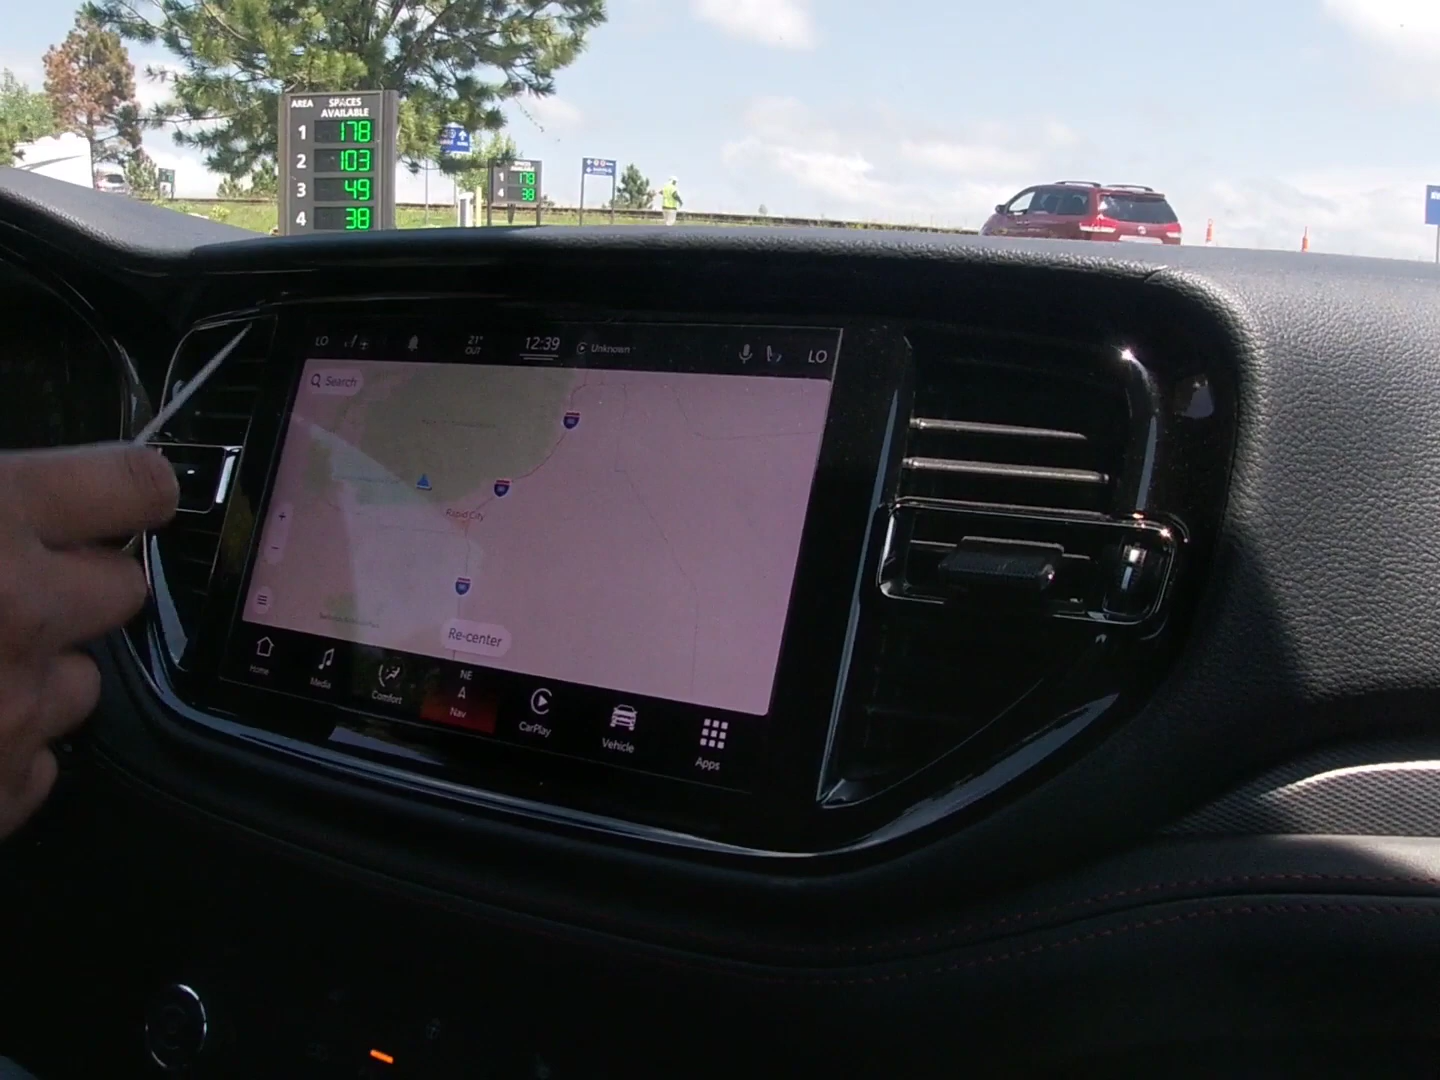 AREA SPACES AVAILABLE
1 178
2 103
3 49
4 38
SPACES
1 178
4 38
LO
21°
OUT
12:39
Unknown
LO
Search
Rapid City
+
−
Re-center
Home
Media
Comfort
NE
Nav
CarPlay
Vehicle
Apps